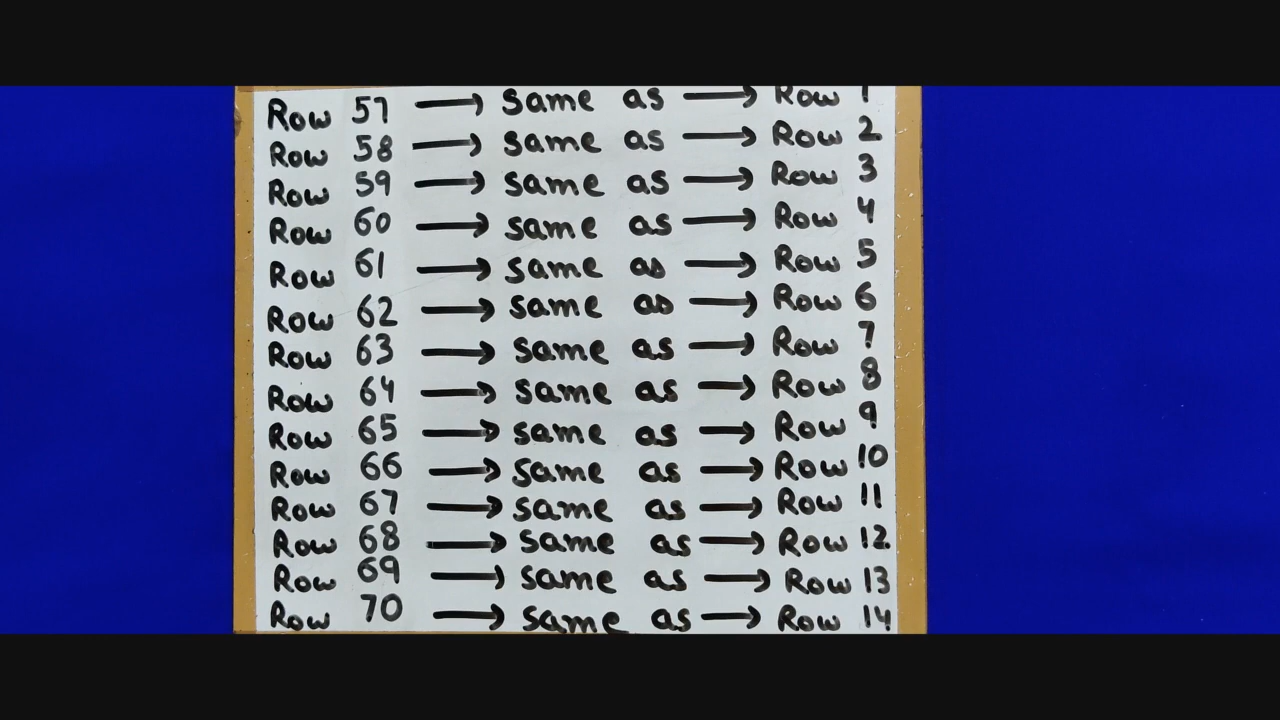 Row 57 → same as → Row 1
Row 58 → same as → Row 2
Row 59 → same as → Row 3
Row 60 → same as → Row 4
Row 61 → same as → Row 5
Row 62 → same as → Row 6
Row 63 → same as → Row 7
Row 64 → same as → Row 8
Row 65 → same as → Row 9
Row 66 → same as → Row 10
Row 67 → same as → Row 11
Row 68 → same as → Row 12
Row 69 → same as → Row 13
Row 70 → same as → Row 14